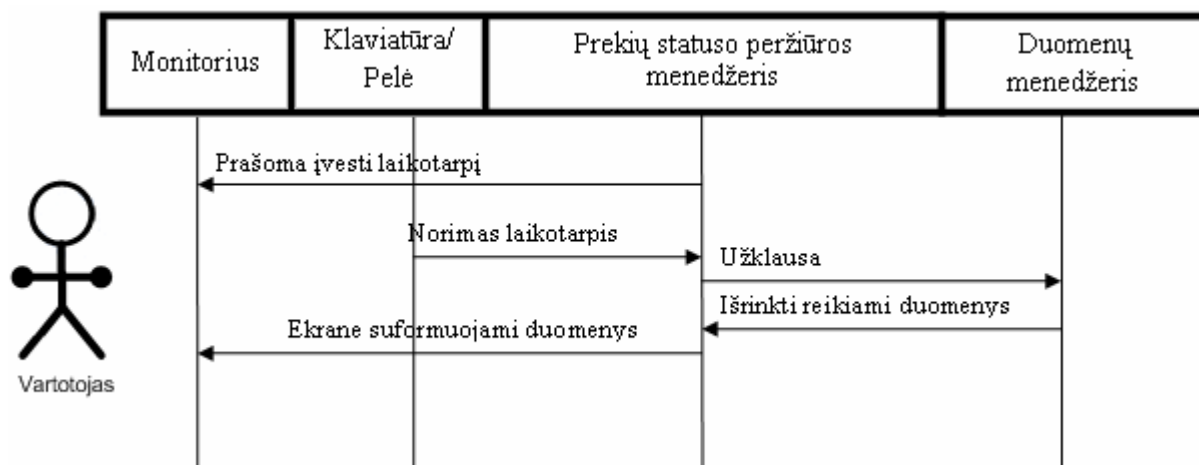 Monitorius
Klaviatūra/
Pelė
Prekių statuso peržiūros
menedžeris
Duomenų
menedžeris
Prašoma įvesti laikotarpį
Norimas laikotarpis
Užklausa
Išrinkti reikiami duomenys
Ekrane suformuojami duomenys
Vartotojas